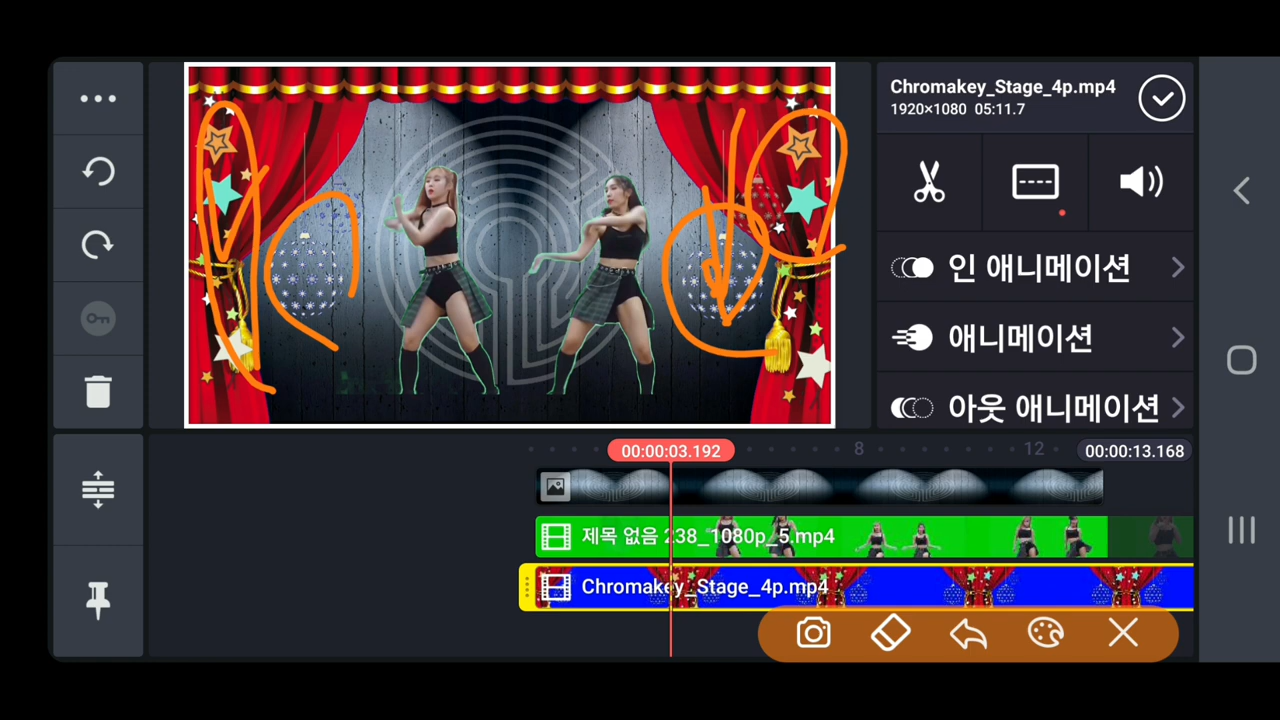 Chromakey_Stage_4p.mp4
1920×1080 05:11.7
인 애니메이션
애니메이션
아웃 애니메이션
00:00:03.192
8
12
00:00:13.168
제목 없음 238_1080p_5.mp4
Chromakey_Stage_4p.mp4